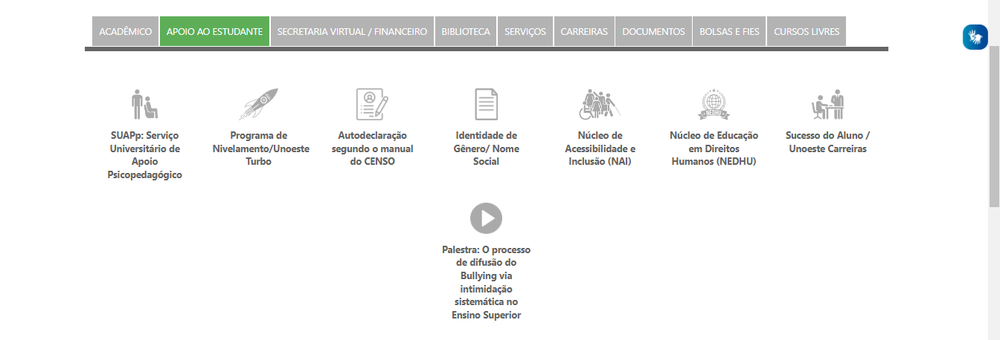 ACADÊMICO
APOIO AO ESTUDANTE
SECRETARIA VIRTUAL / FINANCEIRO
BIBLIOTECA
SERVIÇOS
CARREIRAS
DOCUMENTOS
BOLSAS E FIES
CURSOS LIVRES
SUAPp: Serviço
Universitário de
Apoio
Psicopedagógico
Programa de
Nivelamento/Unoeste
Turbo
Autodeclaração
segundo o manual
do CENSO
Identidade de
Gênero/ Nome
Social
Núcleo de
Acessibilidade e
Inclusão (NAI)
NEDHU
Núcleo de Educação
em Direitos
Humanos (NEDHU)
Sucesso do Aluno /
Unoeste Carreiras
Palestra: O processo
de difusão do
Bullying via
intimidação
sistemática no
Ensino Superior